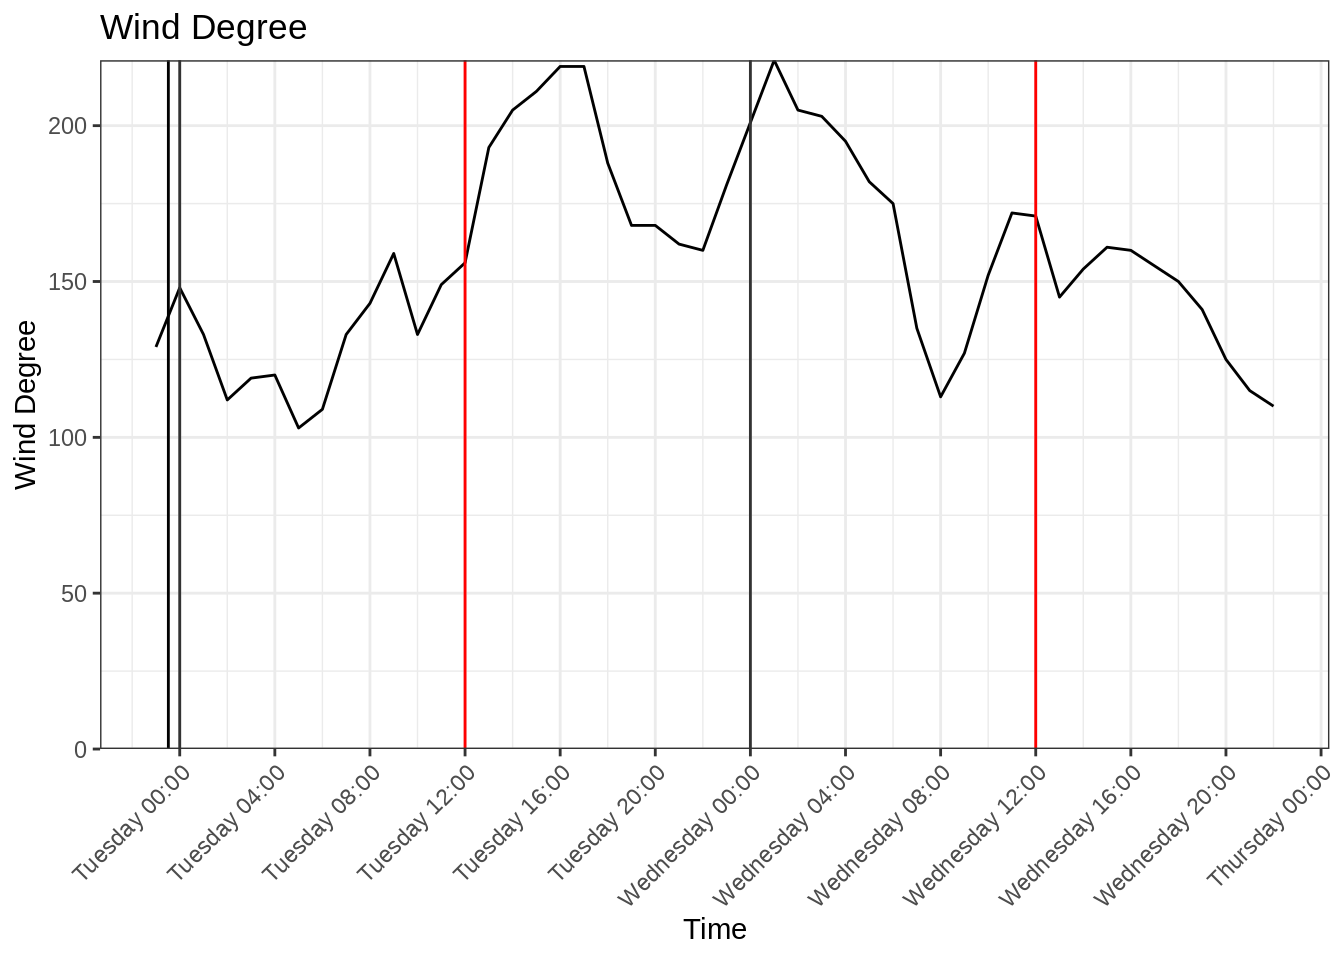 Wind Degree
Wind Degree
200
150
100
50
0
Tuesday 00:00
Tuesday 04:00
Tuesday 08:00
Tuesday 12:00
Tuesday 16:00
Tuesday 20:00
Wednesday 00:00
Wednesday 04:00
Wednesday 08:00
Wednesday 12:00
Wednesday 16:00
Wednesday 20:00
Thursday 00:00
Time